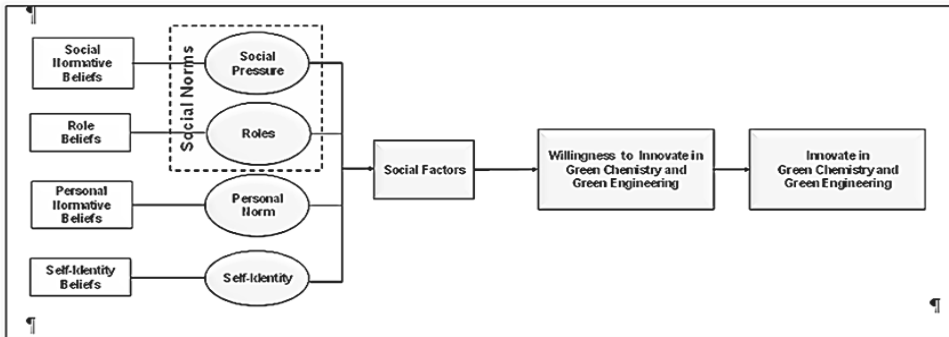 ¶
Social
Normative
Beliefs
Social Norms
Social
Pressure
Role
Beliefs
Roles
Social Factors
Willingness to Innovate in
Green Chemistry and
Green Engineering
Innovate in
Green Chemistry and
Green Engineering
Personal
Normative
Beliefs
Personal
Norm
Self-Identity
Beliefs
Self-Identity
¶
¶